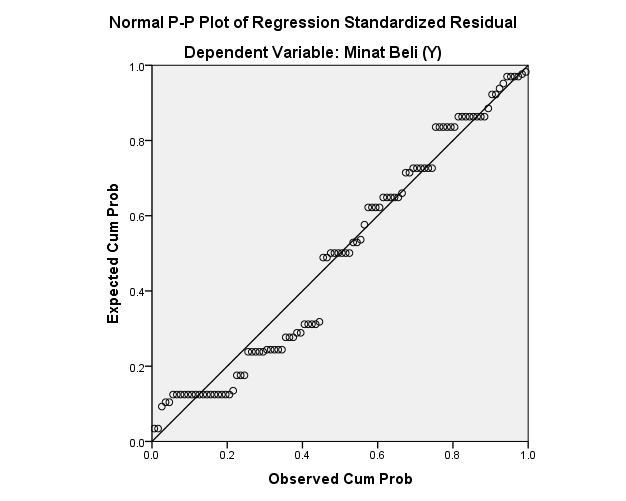 Normal P-P Plot of Regression Standardized Residual
Dependent Variable: Minat Beli (Y)
1.0
0.8
0.6
0.4
0.2
0.0
Expected Cum Prob
0.0 0.2 0.4 0.6 0.8 1.0
Observed Cum Prob